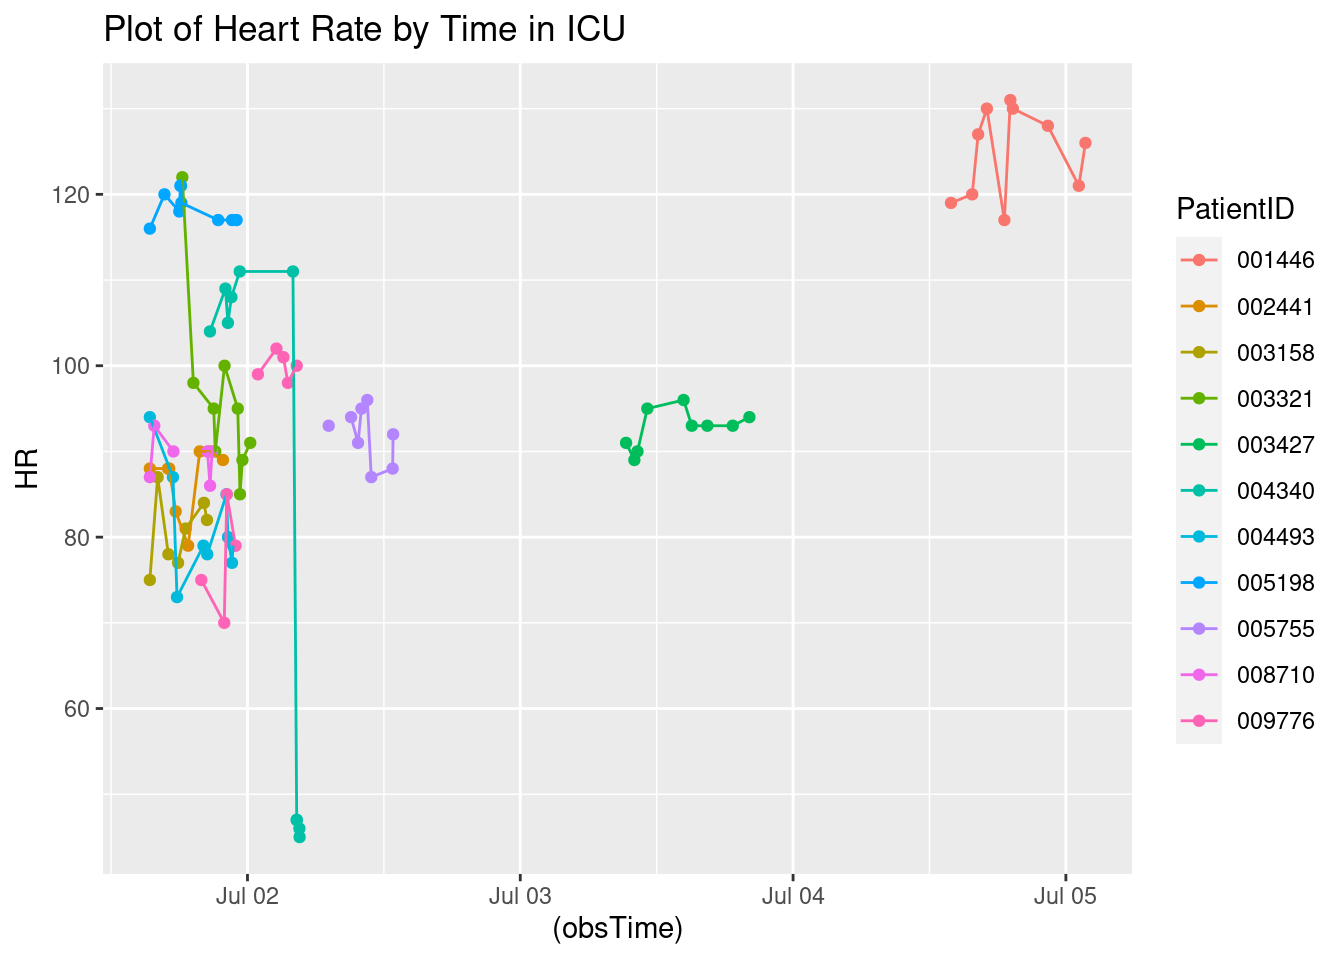 Plot of Heart Rate by Time in ICU
HR
120
100
80
60
Jul 02
Jul 03
Jul 04
Jul 05
(obsTime)
PatientID
001446
002441
003158
003321
003427
004340
004493
005198
005755
008710
009776